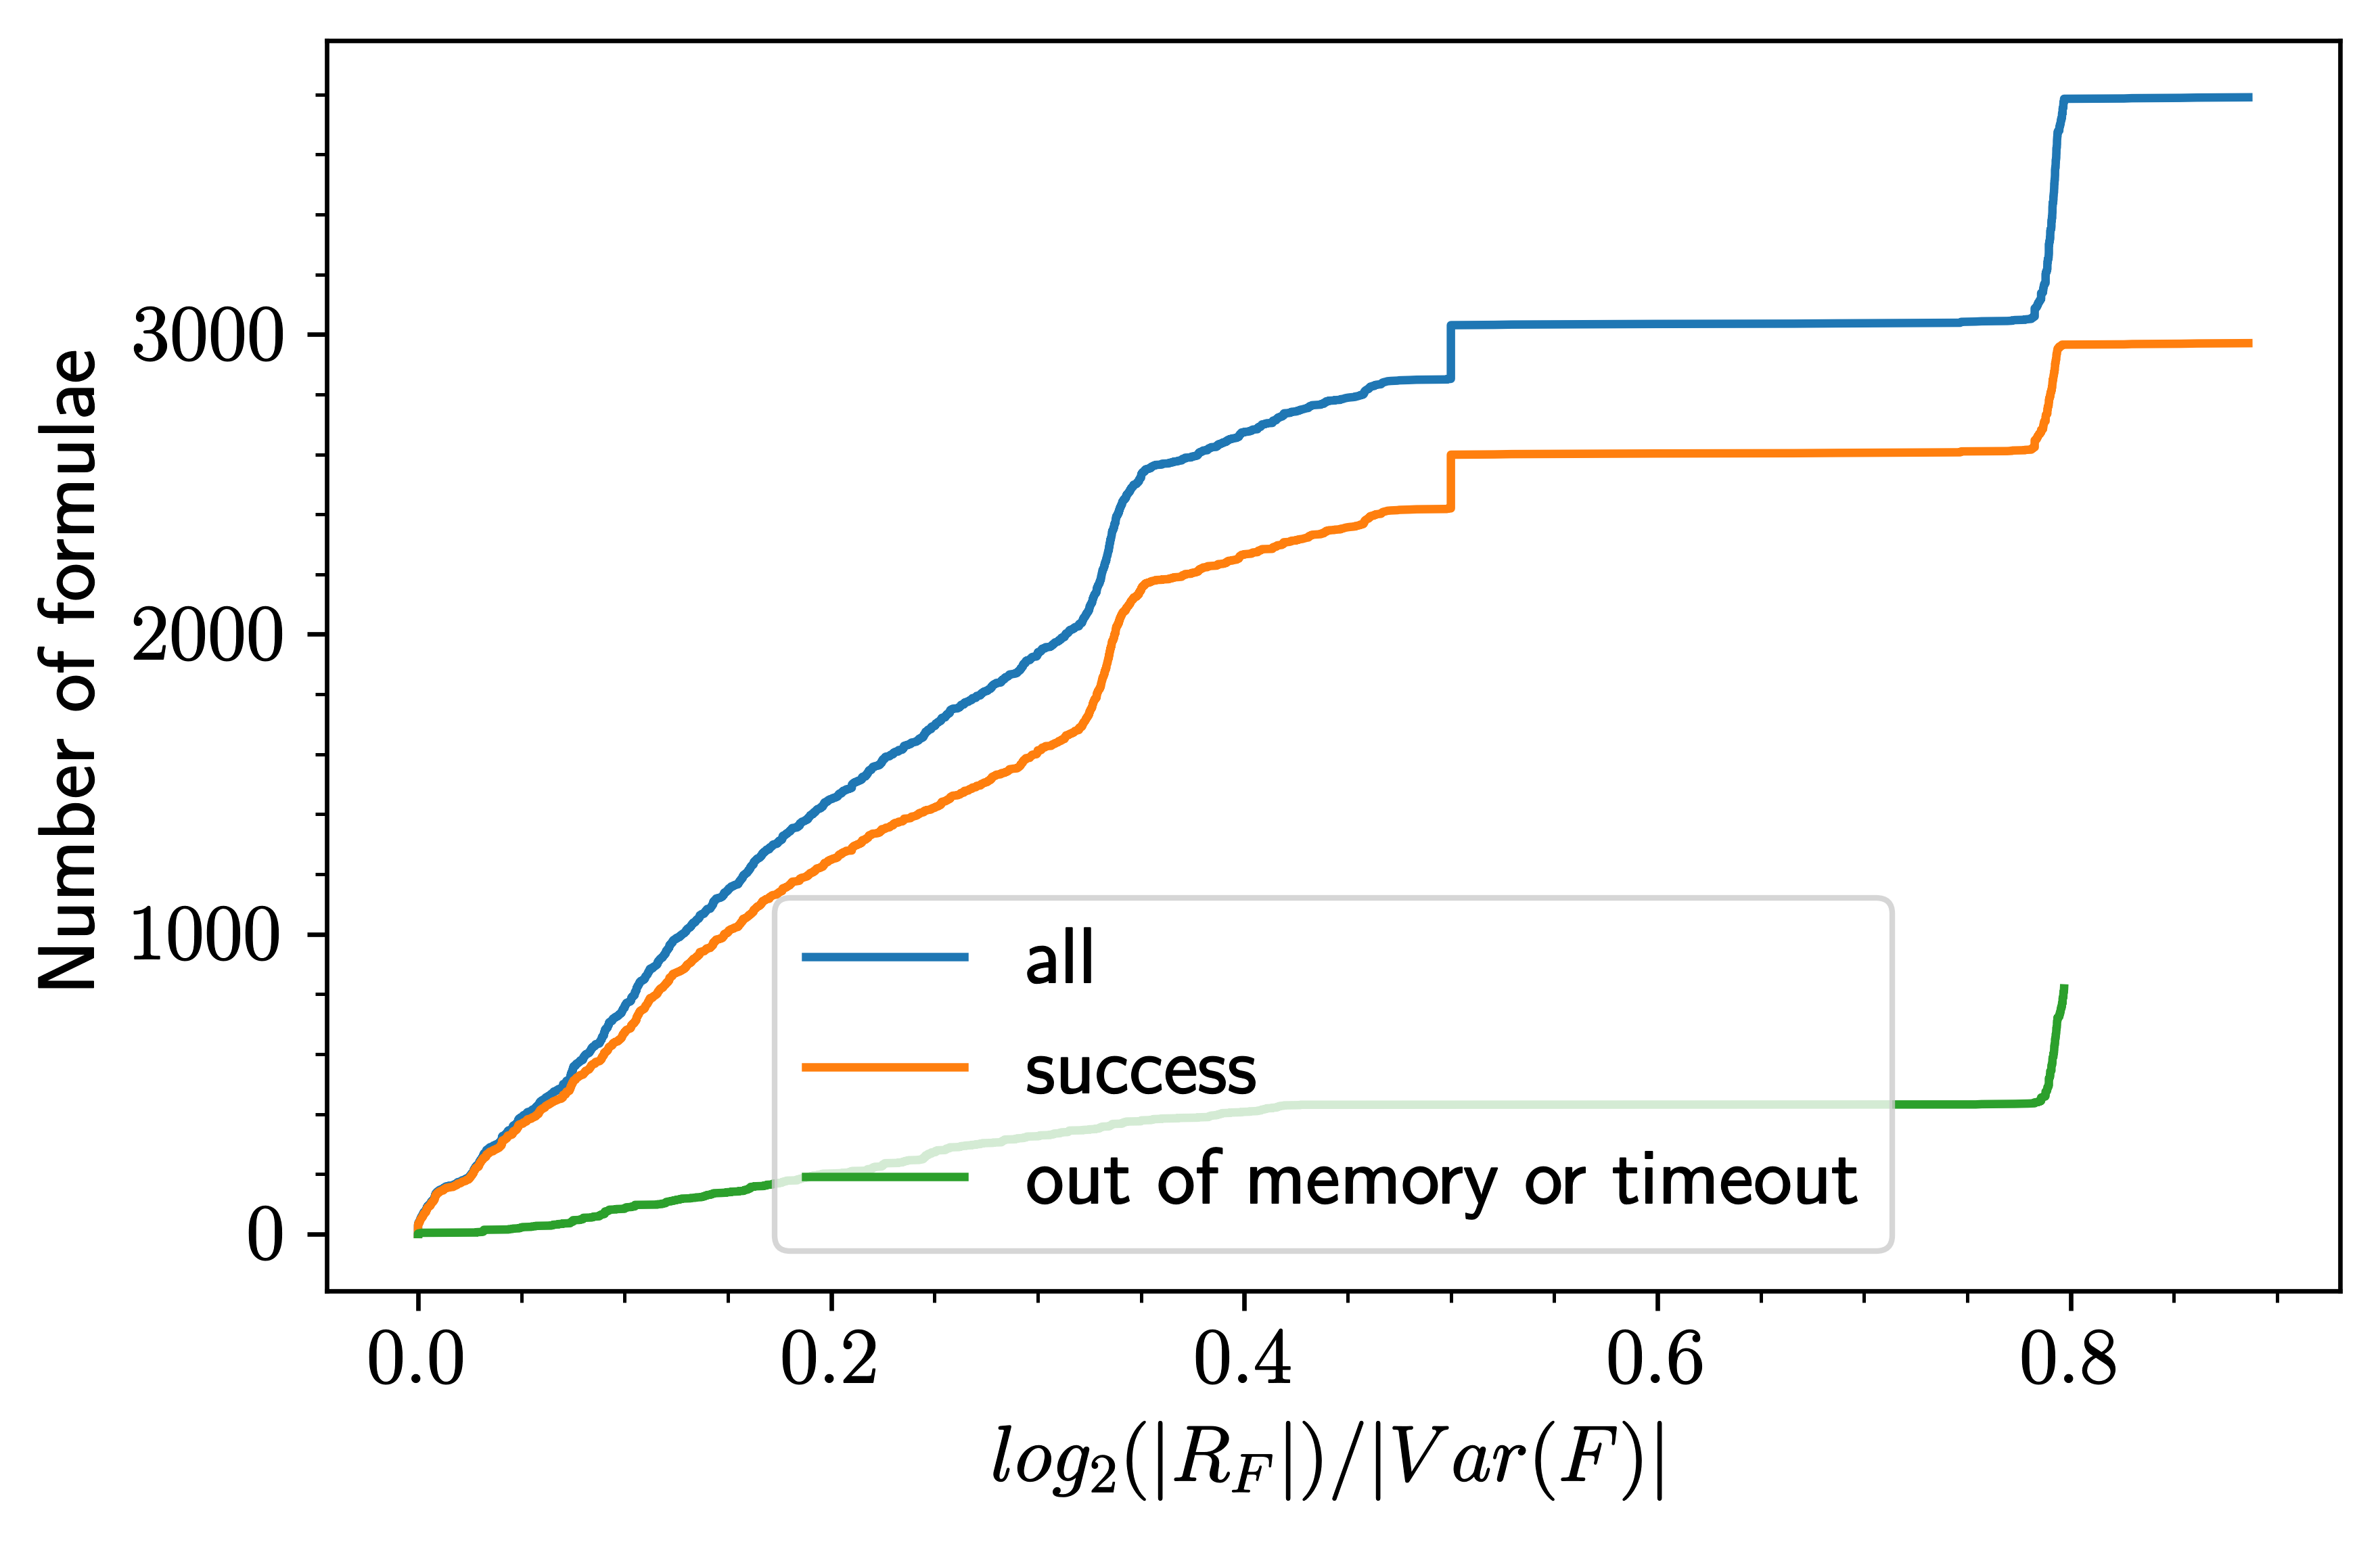 Number of formulae
3000
2000
1000
0
all
success
out of memory or timeout
0.0 0.2 0.4 0.6 0.8
log₂(|R_F|)/|Var(F)|